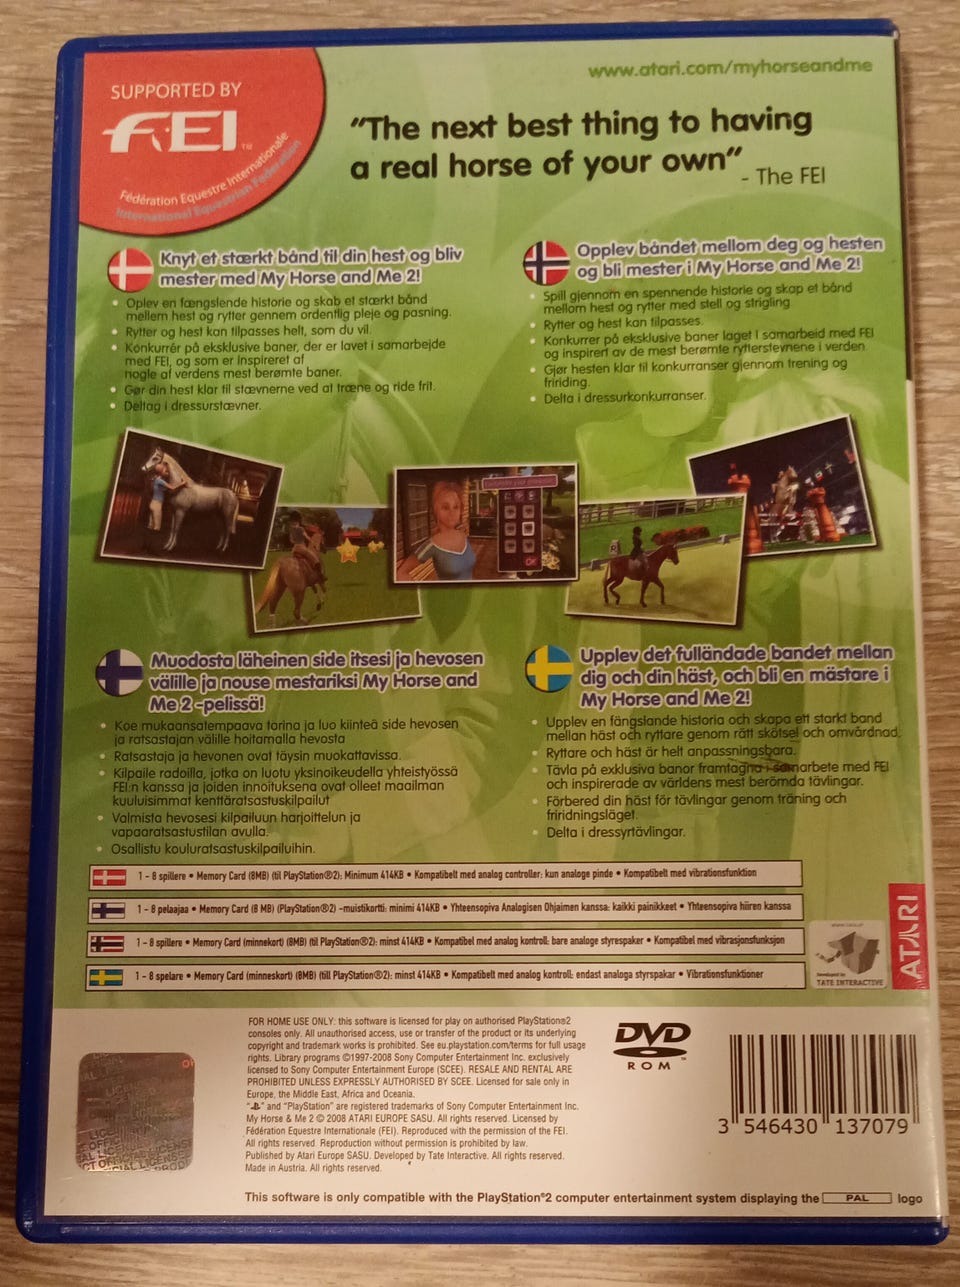 www.atari.com/myhorseandme
SUPPORTED BY
FEI™
Fédération Equestre Internationale
International Equestrian Federation
"The next best thing to having
a real horse of your own"
- The FEI
Knyt et stærkt bånd til din hest og bliv
mester med My Horse and Me 2!
• Oplev en fængslende historie og skab et stærkt bånd
mellem hest og rytter gennem ordentlig pleje og pasning.
• Rytter og hest kan tilpasses helt, som du vil.
• Konkurrér på eksklusive baner, der er lavet i samarbejde
med FEI, og som er inspireret af
nogle af verdens mest berømte baner.
• Gør din hest klar til stævnerne ved at træne og ride frit.
• Deltag i dressurstævner.
Opplev båndet mellom deg og hesten
og bli mester i My Horse and Me 2!
• Spill gjennom en spennende historie og skap et bånd
mellom hest og rytter med stell og strigling
• Rytter og hest kan tilpasses.
• Konkurrer på eksklusive baner laget i samarbeid med FEI
og inspirert av de mest berømte rytterstevnene i verden
• Gjør hesten klar til konkurranser gjennom trening og
fririding.
• Delta i dressurkonkurranser.
OK
R
Muodosta läheinen side itsesi ja hevosen
välille ja nouse mestariksi My Horse and
Me 2 -pelissä!
• Koe mukaansatempaava tarina ja luo kiinteä side hevosen
ja ratsastajan välille hoitamalla hevosta
• Ratsastaja ja hevonen ovat täysin muokattavissa.
• Kilpaile radoilla, jotka on luotu yksinoikeudella yhteistyössä
FEI:n kanssa ja joiden innoituksena ovat olleet maailman
kuuluisimmat kenttäratsastuskilpailut
• Valmista hevosesi kilpailuun harjoittelun ja
vapaaratsastustilan avulla.
• Osallistu kouluratsastuskilpailuihin.
Upplev det fulländade bandet mellan
dig och din häst, och bli en mästare i
My Horse and Me 2!
• Upplev en fängslande historia och skapa ett starkt band
mellan häst och ryttare genom rätt skötsel och omvårdnad.
• Ryttare och häst är helt anpassningsbara.
• Tävla på exklusiva banor framtagna i samarbete med FEI
och inspirerade av världens mest berömda tävlingar.
• Förbered din häst för tävlingar genom träning och
friridningsläget.
• Delta i dressyrtävlingar.
1 - 8 spillere • Memory Card (8MB) (til PlayStation®2): Minimum 414KB • Kompatibelt med analog controller: kun analoge pinde • Kompatibelt med vibrationsfunktion
1 - 8 pelaajaa • Memory Card (8 MB) (PlayStation®2) -muistikortti: minimi 414KB • Yhteensopiva Analogisen Ohjaimen kanssa: kaikki painikkeet • Yhteensopiva hiiren kanssa
1 - 8 spillere • Memory Card (minnekort) (8MB) (til PlayStation®2): minst 414KB • Kompatibel med analog kontroll: bare analoge styrespaker • Kompatibel med vibrasjonsfunksjon
1 - 8 spelare • Memory Card (minneskort) (8MB) (till PlayStation®2): minst 414KB • Kompatibelt med analog kontroll: endast analoga styrspakar • Vibrationsfunktioner
Developed by
TATE INTERACTIVE
ATARI
FOR HOME USE ONLY: this software is licensed for play on authorised PlayStation®2
consoles only. All unauthorised access, use or transfer of the product or its underlying
copyright and trademark works is prohibited. See eu.playstation.com/terms for full usage
rights. Library programs ©1997-2008 Sony Computer Entertainment Inc. exclusively
licensed to Sony Computer Entertainment Europe (SCEE). RESALE AND RENTAL ARE
PROHIBITED UNLESS EXPRESSLY AUTHORISED BY SCEE. Licensed for sale only in
Europe, the Middle East, Africa and Oceania.
" " and "PlayStation" are registered trademarks of Sony Computer Entertainment Inc.
My Horse & Me 2 © 2008 ATARI EUROPE SASU. All rights reserved. Licensed by
Fédération Equestre Internationale (FEI). Reproduced with the permission of the FEI.
All rights reserved. Reproduction without permission is prohibited by law.
Published by Atari Europe SASU. Developed by Tate Interactive. All rights reserved.
Made in Austria. All rights reserved.
DVD
ROM
3 546430 137079
This software is only compatible with the PlayStation®2 computer entertainment system displaying the PAL logo